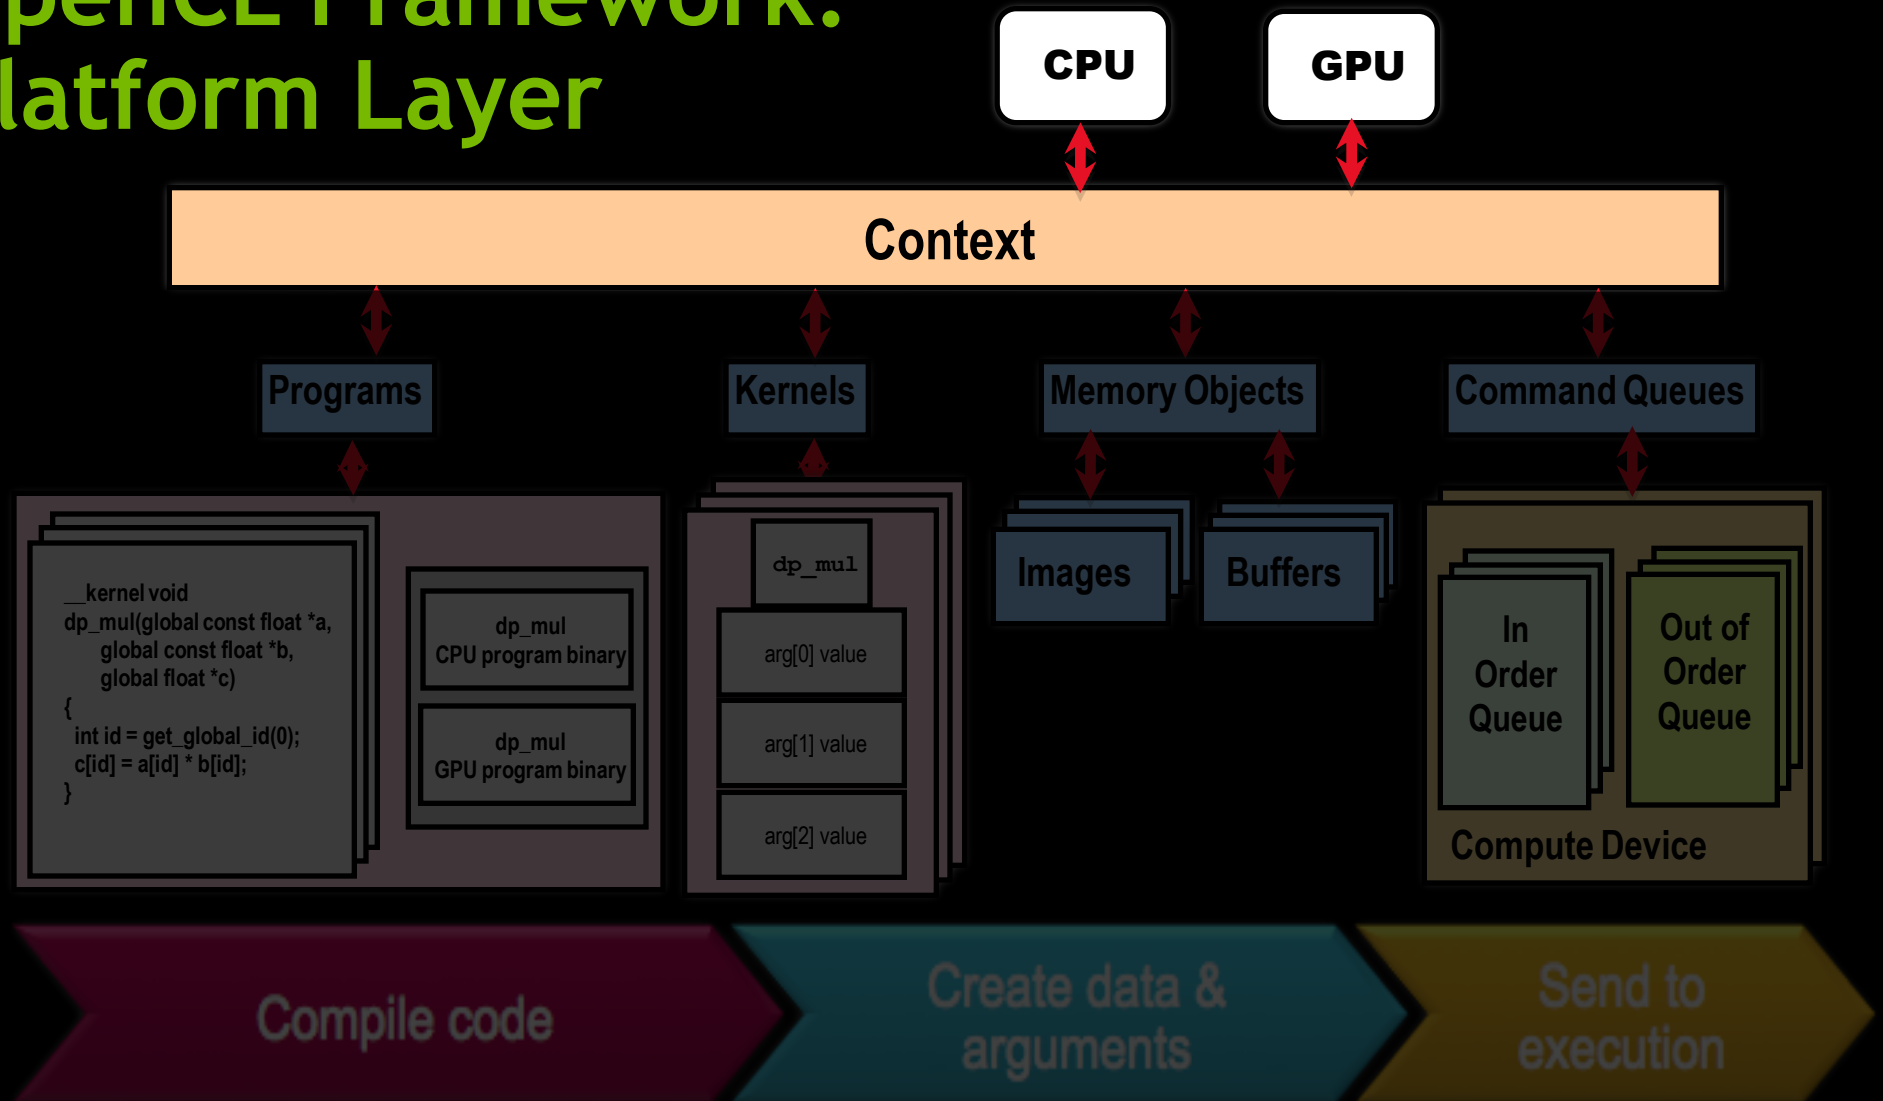 penCL Framework:
latform Layer
CPU
GPU
Context
Programs
Kernels
Memory Objects
Command Queues
__kernel void
dp_mul(global const float *a,
global const float *b,
global float *c)
{
int id = get_global_id(0);
c[id] = a[id] * b[id];
}
dp_mul
CPU program binary
dp_mul
GPU program binary
dp_mul
arg[0] value
arg[1] value
arg[2] value
Images
Buffers
In
Order
Queue
Out of
Order
Queue
Compute Device
Compile code
Create data &
arguments
Send to
execution